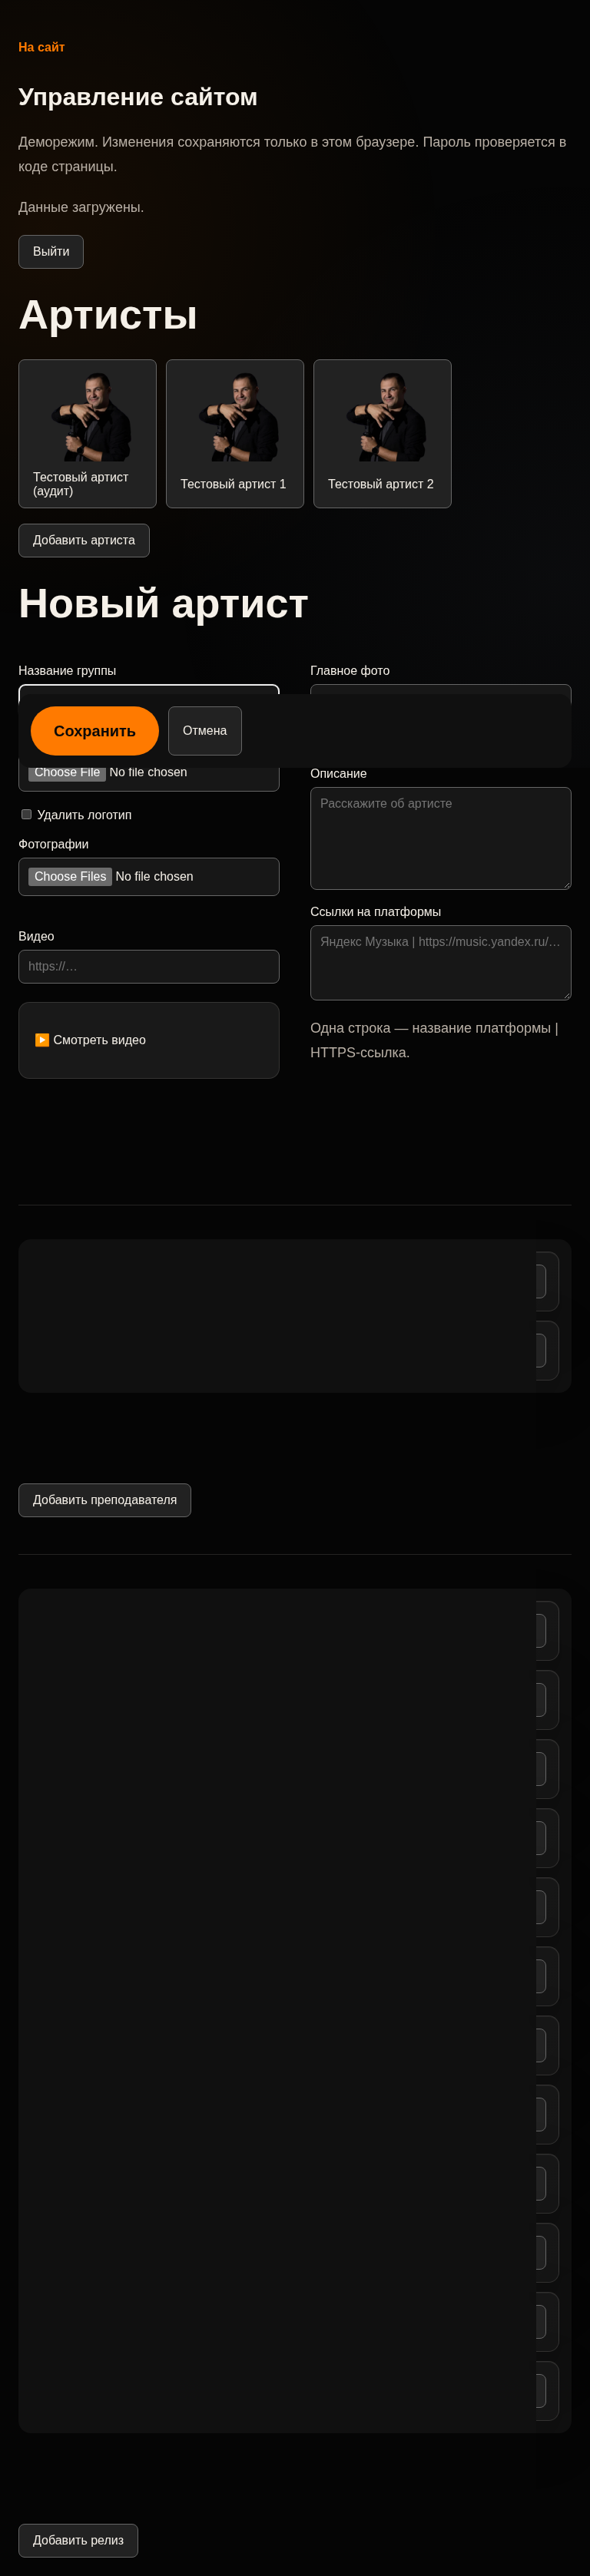 На сайт
Управление сайтом
Деморежим. Изменения сохраняются только в этом браузере. Пароль проверяется в
коде страницы.
Данные загружены.
Выйти
Артисты
Тестовый артист
(аудит)
Тестовый артист 1
Тестовый артист 2
Добавить артиста
Новый артист
Название группы
Главное фото
Сохранить
Отмена
Choose File No file chosen
Удалить логотип
Фотографии
Choose Files No file chosen
Видео
https://…
▶️ Смотреть видео
Описание
Расскажите об артисте
Ссылки на платформы
Яндекс Музыка | https://music.yandex.ru/…
Одна строка — название платформы |
HTTPS-ссылка.
Добавить преподавателя
Добавить релиз